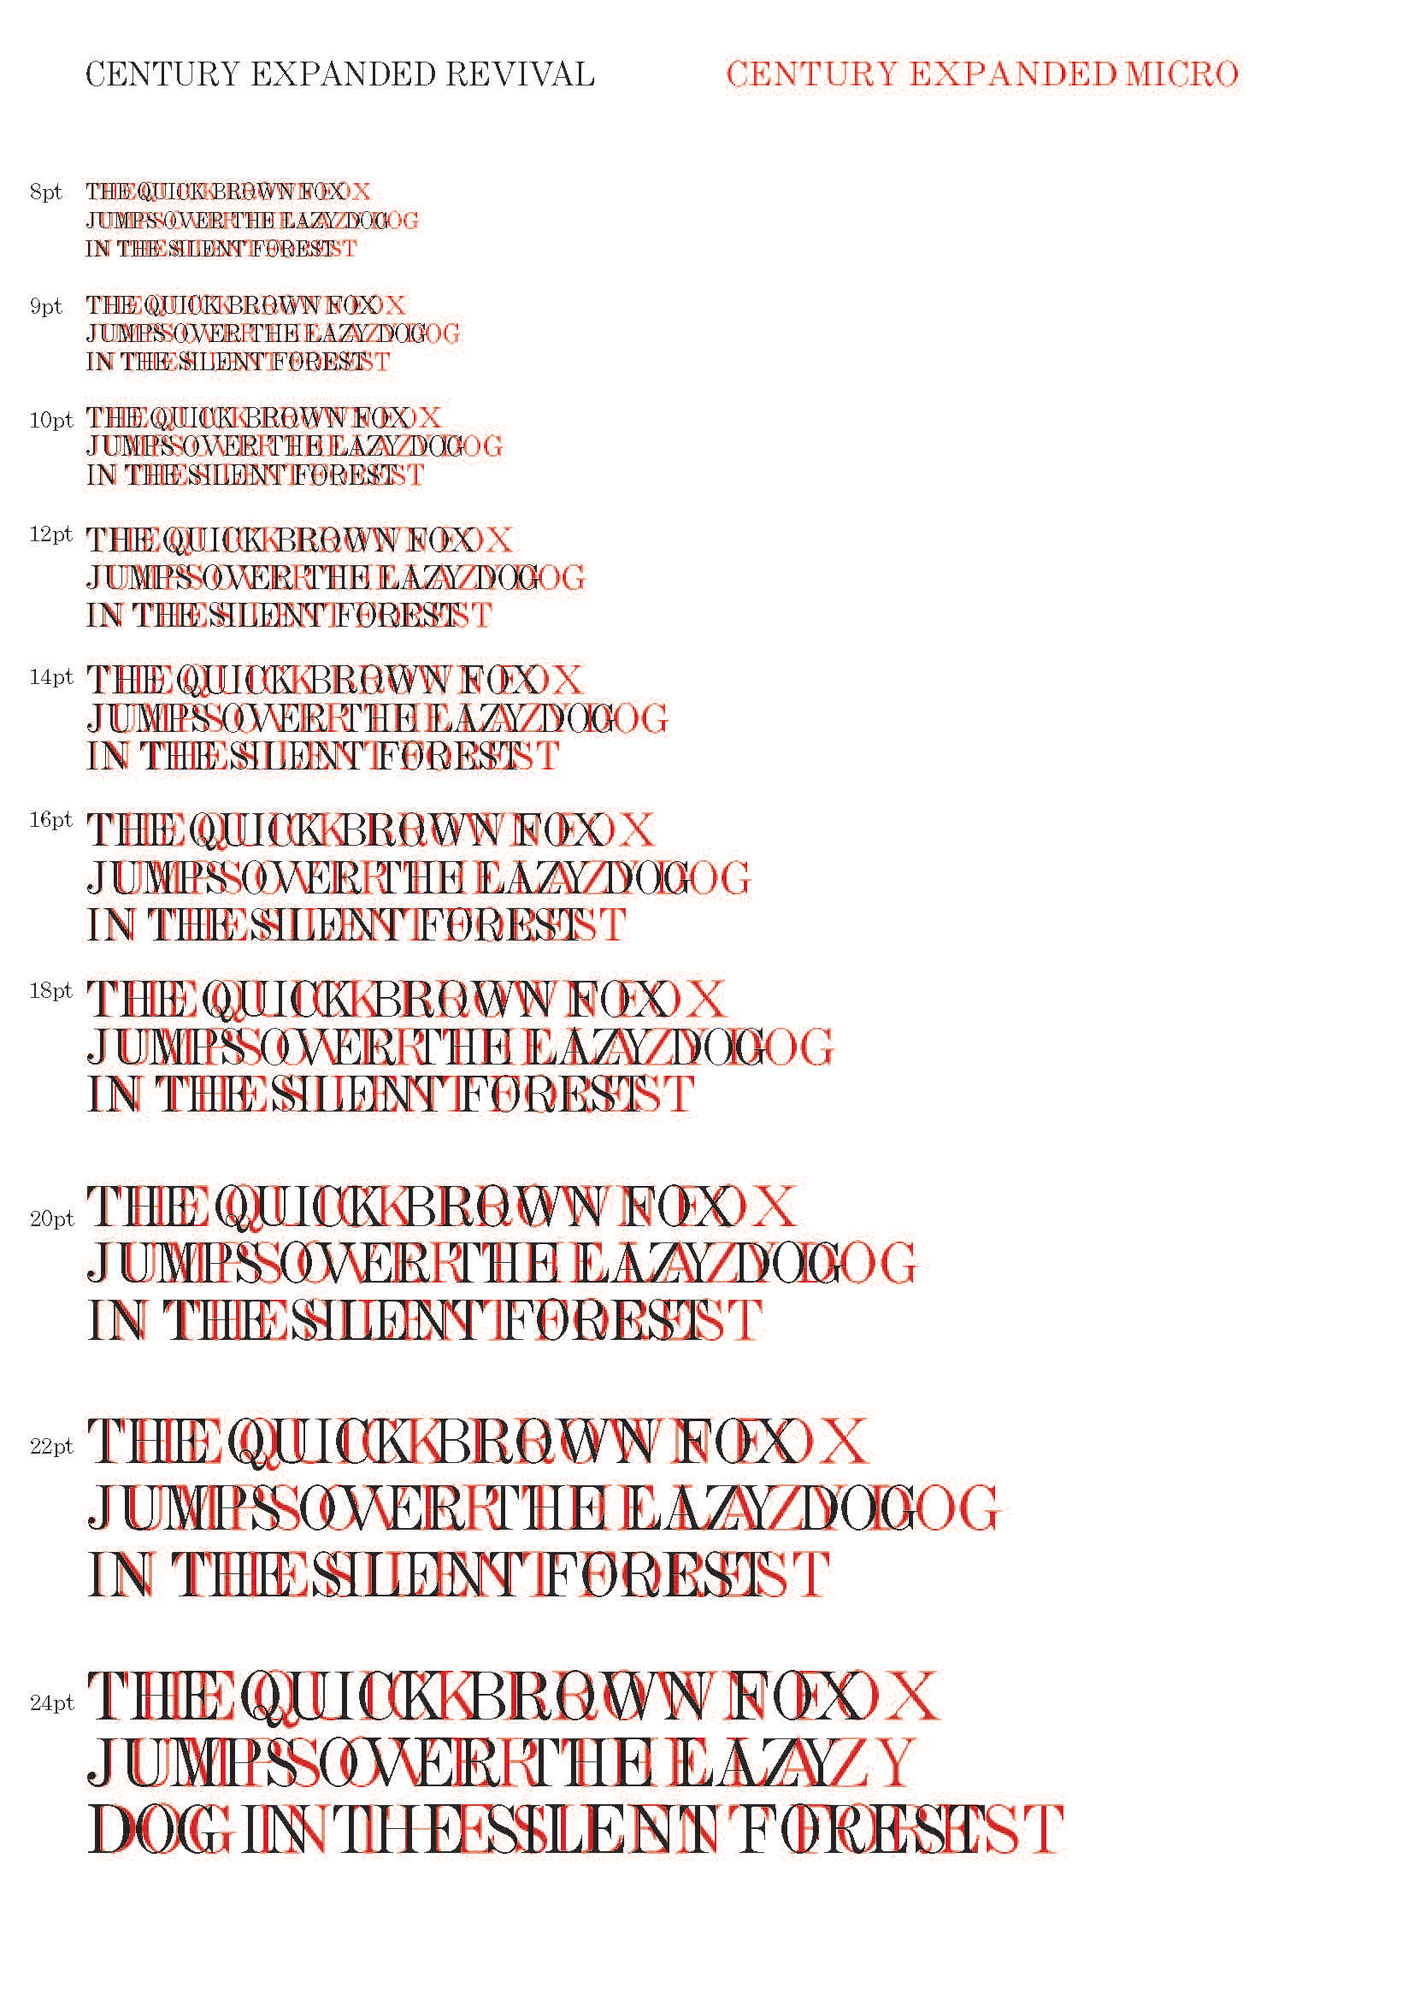 CENTURY EXPANDED REVIVAL CENTURY EXPANDED MICRO
8pt THE QUICK BROWN FOX
JUMPS OVER THE LAZY DOG
IN THE SILENT FOREST
9pt THE QUICK BROWN FOX
JUMPS OVER THE LAZY DOG
IN THE SILENT FOREST
10pt THE QUICK BROWN FOX
JUMPS OVER THE LAZY DOG
IN THE SILENT FOREST
12pt THE QUICK BROWN FOX
JUMPS OVER THE LAZY DOG
IN THE SILENT FOREST
14pt THE QUICK BROWN FOX
JUMPS OVER THE LAZY DOG
IN THE SILENT FOREST
16pt THE QUICK BROWN FOX
JUMPS OVER THE LAZY DOG
IN THE SILENT FOREST
18pt THE QUICK BROWN FOX
JUMPS OVER THE LAZY DOG
IN THE SILENT FOREST
20pt THE QUICK BROWN FOX
JUMPS OVER THE LAZY DOG
IN THE SILENT FOREST
22pt THE QUICK BROWN FOX
JUMPS OVER THE LAZY DOG
IN THE SILENT FOREST
24pt THE QUICK BROWN FOX
JUMPS OVER THE LAZY
DOG IN THE SILENT FOREST